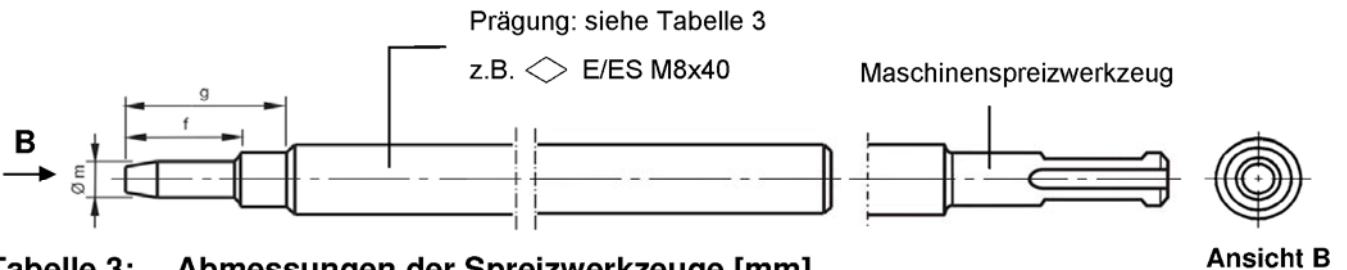 Prägung: siehe Tabelle 3
z.B. E/ES M8x40
Maschinenspreizwerkzeug
g
f
B
Ø m
Ansicht B
Tabelle 3: Abmessungen der Spreizwerkzeuge [mm]